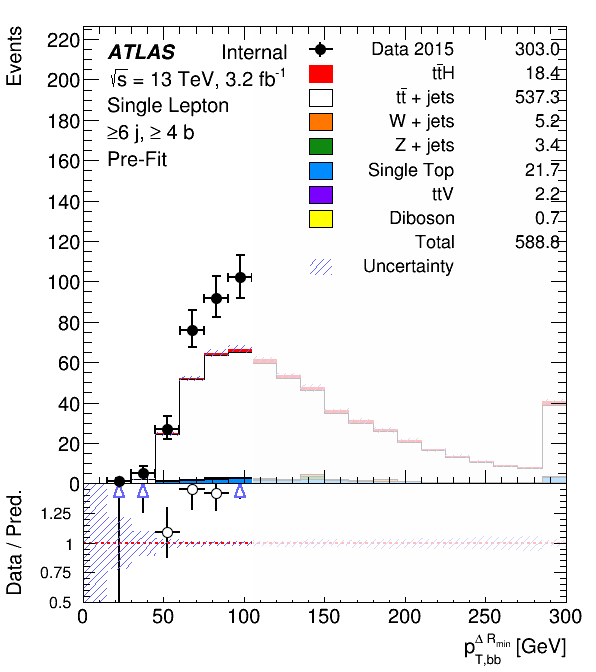 Events
220
200
180
160
140
120
100
80
60
40
20
0
ATLAS Internal
√s = 13 TeV, 3.2 fb⁻¹
Single Lepton
≥6 j, ≥ 4 b
Pre-Fit
Data 2015 303.0
tt̄H 18.4
tt̄ + jets 537.3
W + jets 5.2
Z + jets 3.4
Single Top 21.7
ttV 2.2
Diboson 0.7
Total 588.8
Uncertainty
Data / Pred.
1.25
1
0.75
0.5
0 50 100 150 200 250 300
p_{T,bb}^{Δ R_{min}} [GeV]